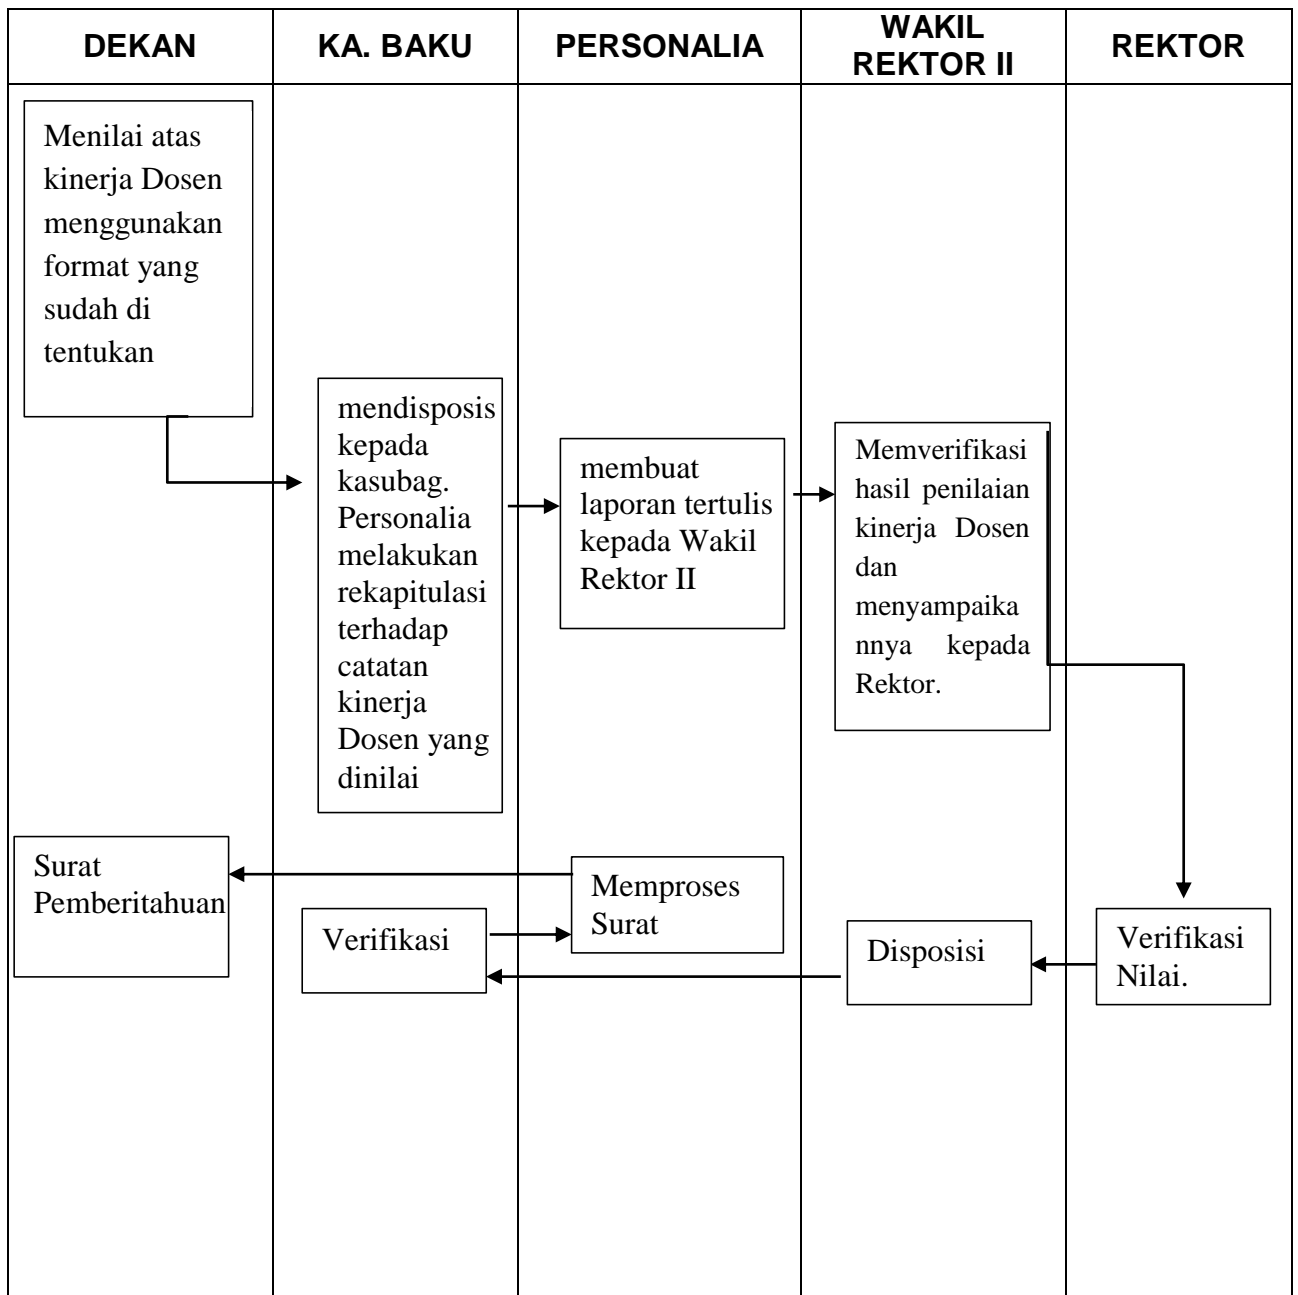 DEKAN
KA. BAKU
PERSONALIA
WAKIL
REKTOR II
REKTOR
Menilai atas
kinerja Dosen
menggunakan
format yang
sudah di
tentukan
mendisposis
kepada
kasubag.
Personalia
melakukan
rekapitulasi
terhadap
catatan
kinerja
Dosen yang
dinilai
membuat
laporan tertulis
kepada Wakil
Rektor II
Memverifikasi
hasil penilaian
kinerja Dosen
dan
menyampaika
nnya kepada
Rektor.
Surat
Pemberitahuan
Verifikasi
Memproses
Surat
Disposisi
Verifikasi
Nilai.